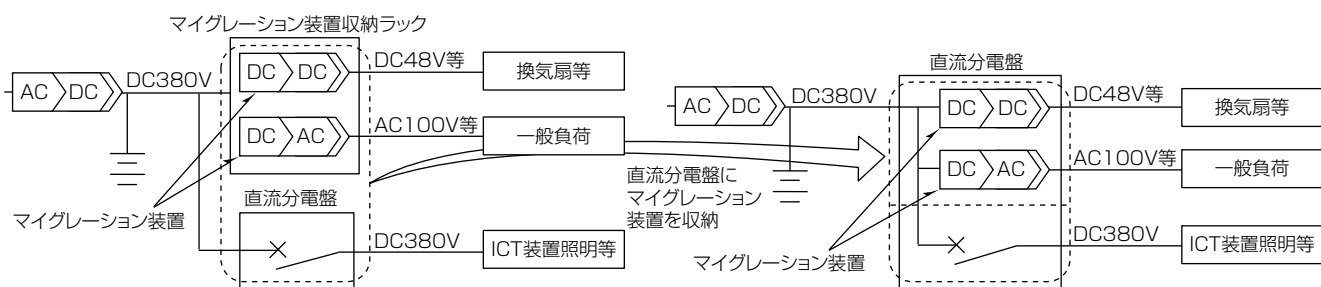 マイグレーション装置収納ラック
AC DC
DC380V
DC DC
DC48V等
換気扇等
DC AC
AC100V等
一般負荷
マイグレーション装置
直流分電盤
DC380V
ICT装置照明等
直流分電盤に
マイグレーション
装置を収納
直流分電盤
AC DC
DC380V
DC DC
DC48V等
換気扇等
DC AC
AC100V等
一般負荷
マイグレーション装置
DC380V
ICT装置照明等